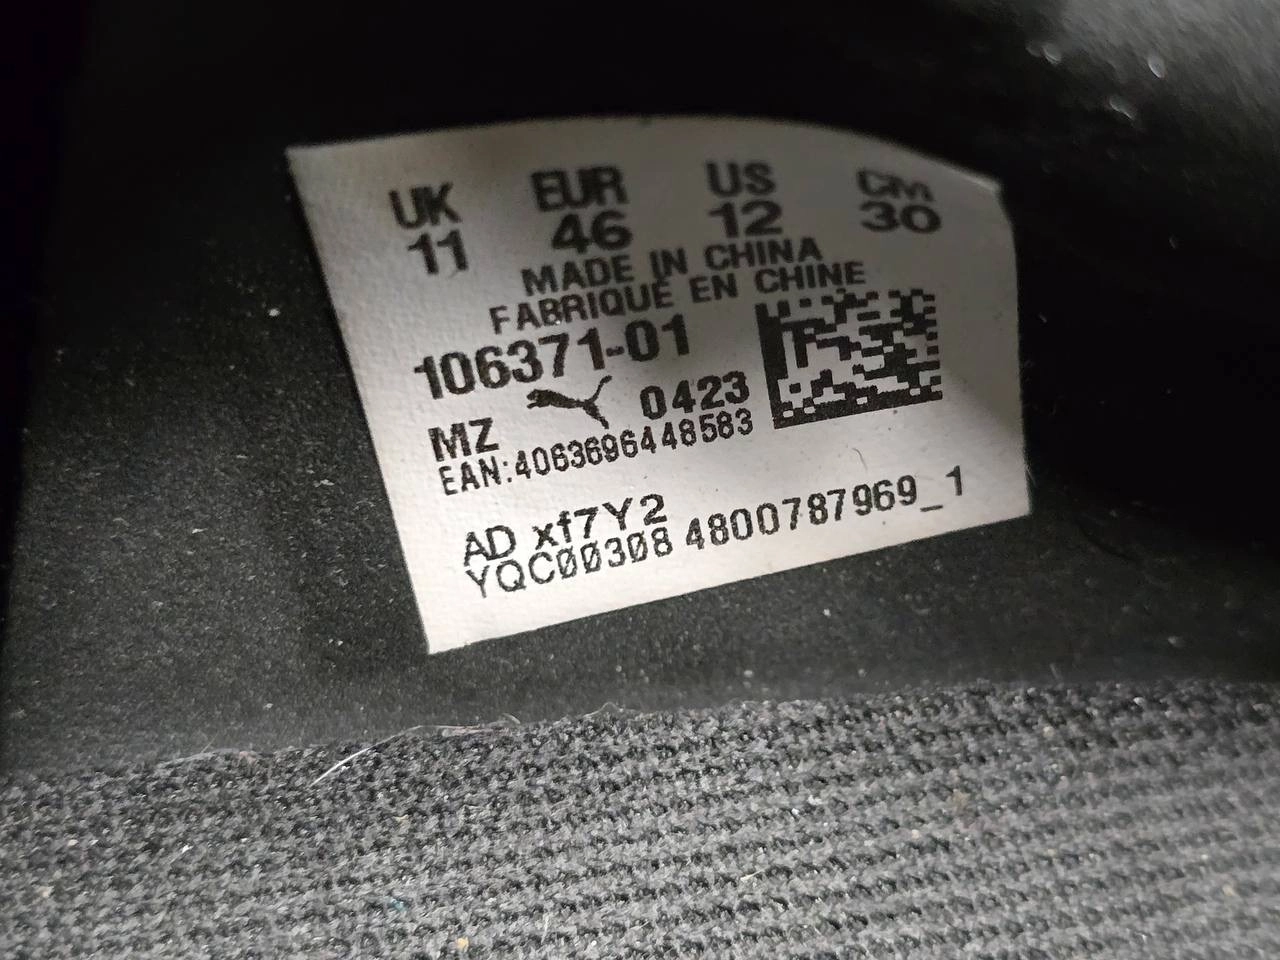 UK EUR US CM
11 46 12 30
MADE IN CHINA
FABRIQUE EN CHINE
106371-01
MZ 0423
EAN:4063696448583
AD xf7Y2
YQC00308 4800787969_1